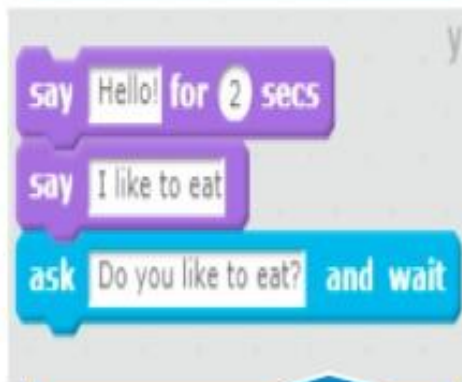 y
say Hello! for 2 secs
say I like to eat
ask Do you like to eat? and wait